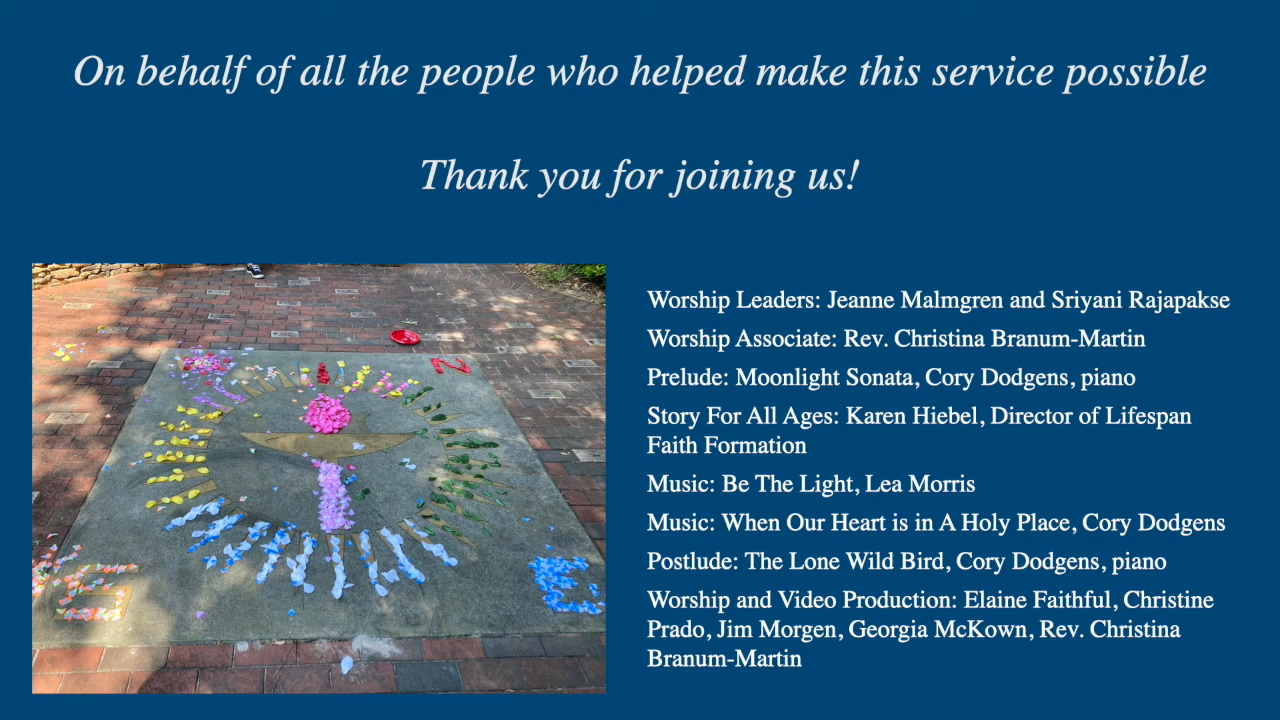 On behalf of all the people who helped make this service possible
Thank you for joining us!
Worship Leaders: Jeanne Malmgren and Sriyani Rajapakse
Worship Associate: Rev. Christina Branum-Martin
Prelude: Moonlight Sonata, Cory Dodgens, piano
Story For All Ages: Karen Hiebel, Director of Lifespan
Faith Formation
Music: Be The Light, Lea Morris
Music: When Our Heart is in A Holy Place, Cory Dodgens
Postlude: The Lone Wild Bird, Cory Dodgens, piano
Worship and Video Production: Elaine Faithful, Christine
Prado, Jim Morgen, Georgia McKown, Rev. Christina
Branum-Martin